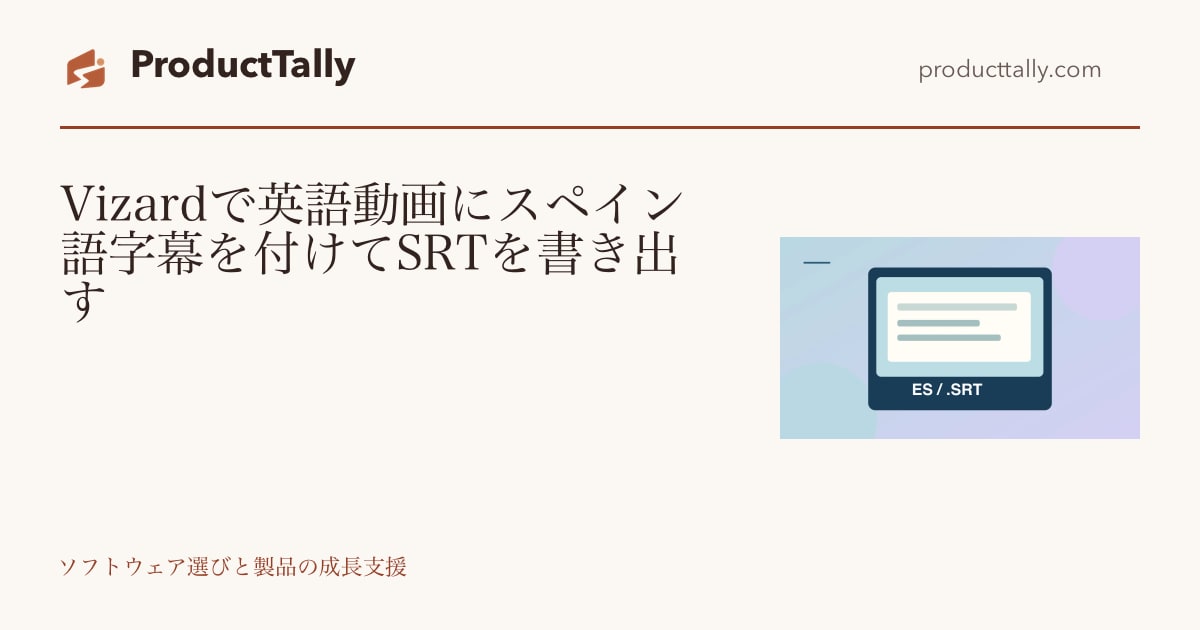 ProductTally
producttally.com
Vizardで英語動画にスペイン
語字幕を付けてSRTを書き出
す
ES / .SRT
ソフトウェア選びと製品の成長支援